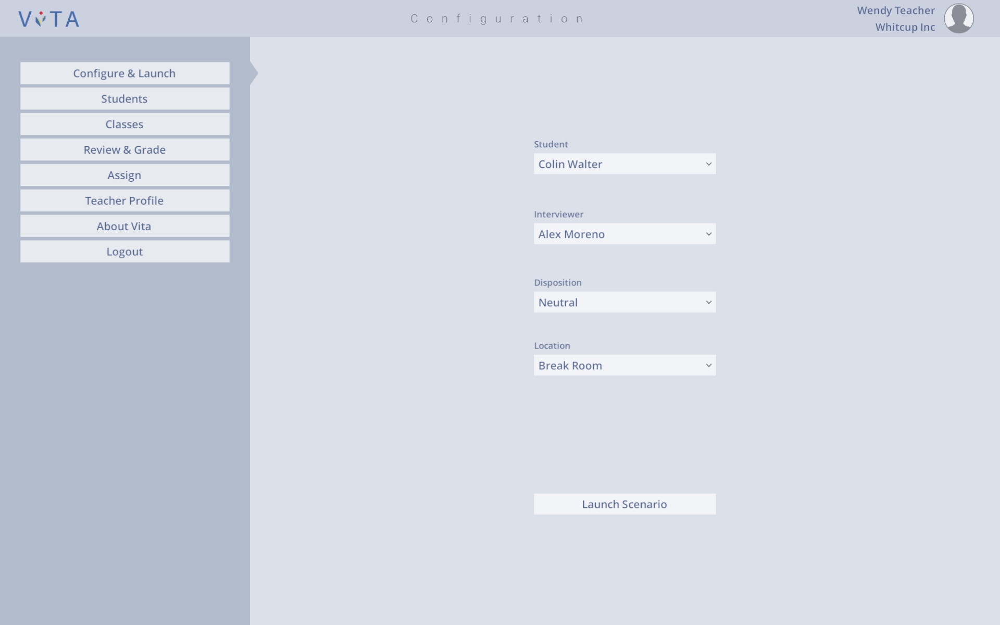 VITA
Configuration
Wendy Teacher
Whitcup Inc
Configure & Launch
Students
Classes
Review & Grade
Assign
Teacher Profile
About Vita
Logout
Student
Colin Walter
Interviewer
Alex Moreno
Disposition
Neutral
Location
Break Room
Launch Scenario